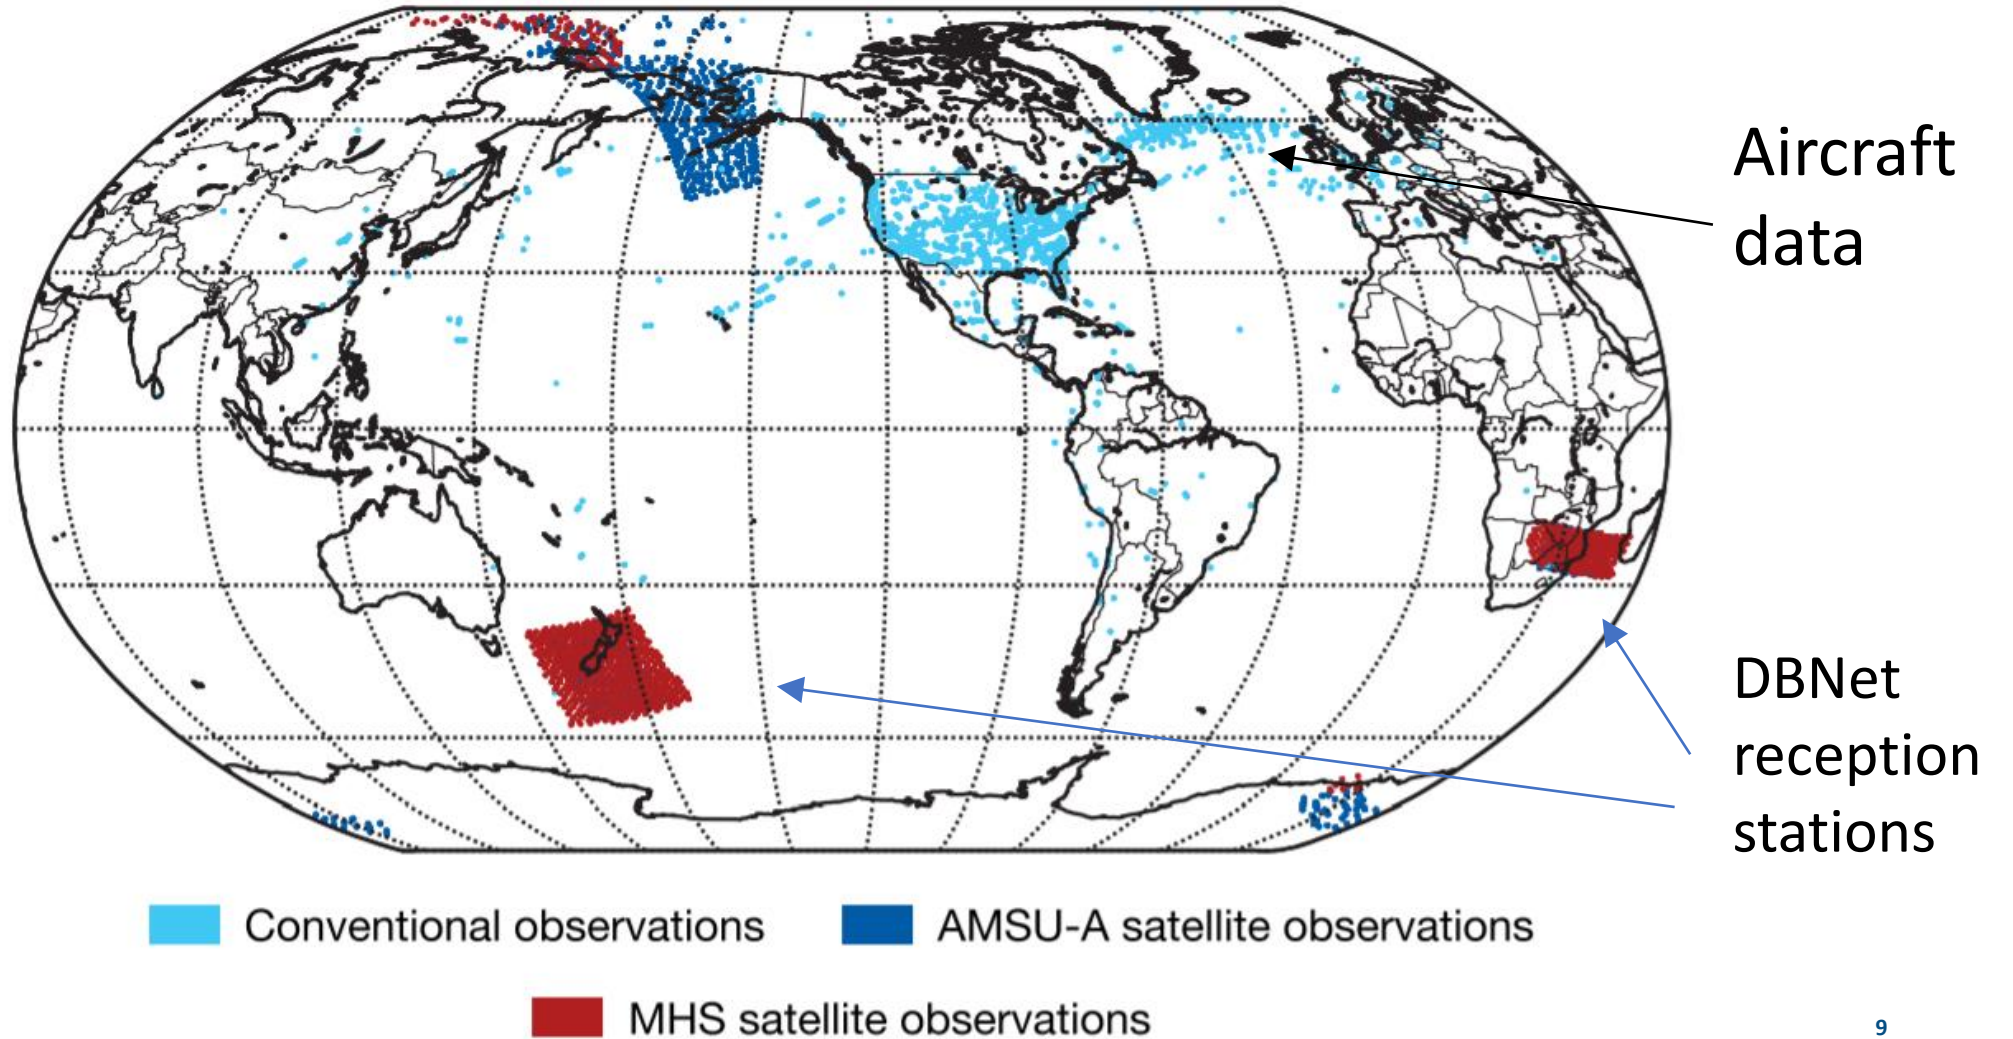 Aircraft
data
DBNet
reception
stations
Conventional observations
AMSU-A satellite observations
MHS satellite observations
9